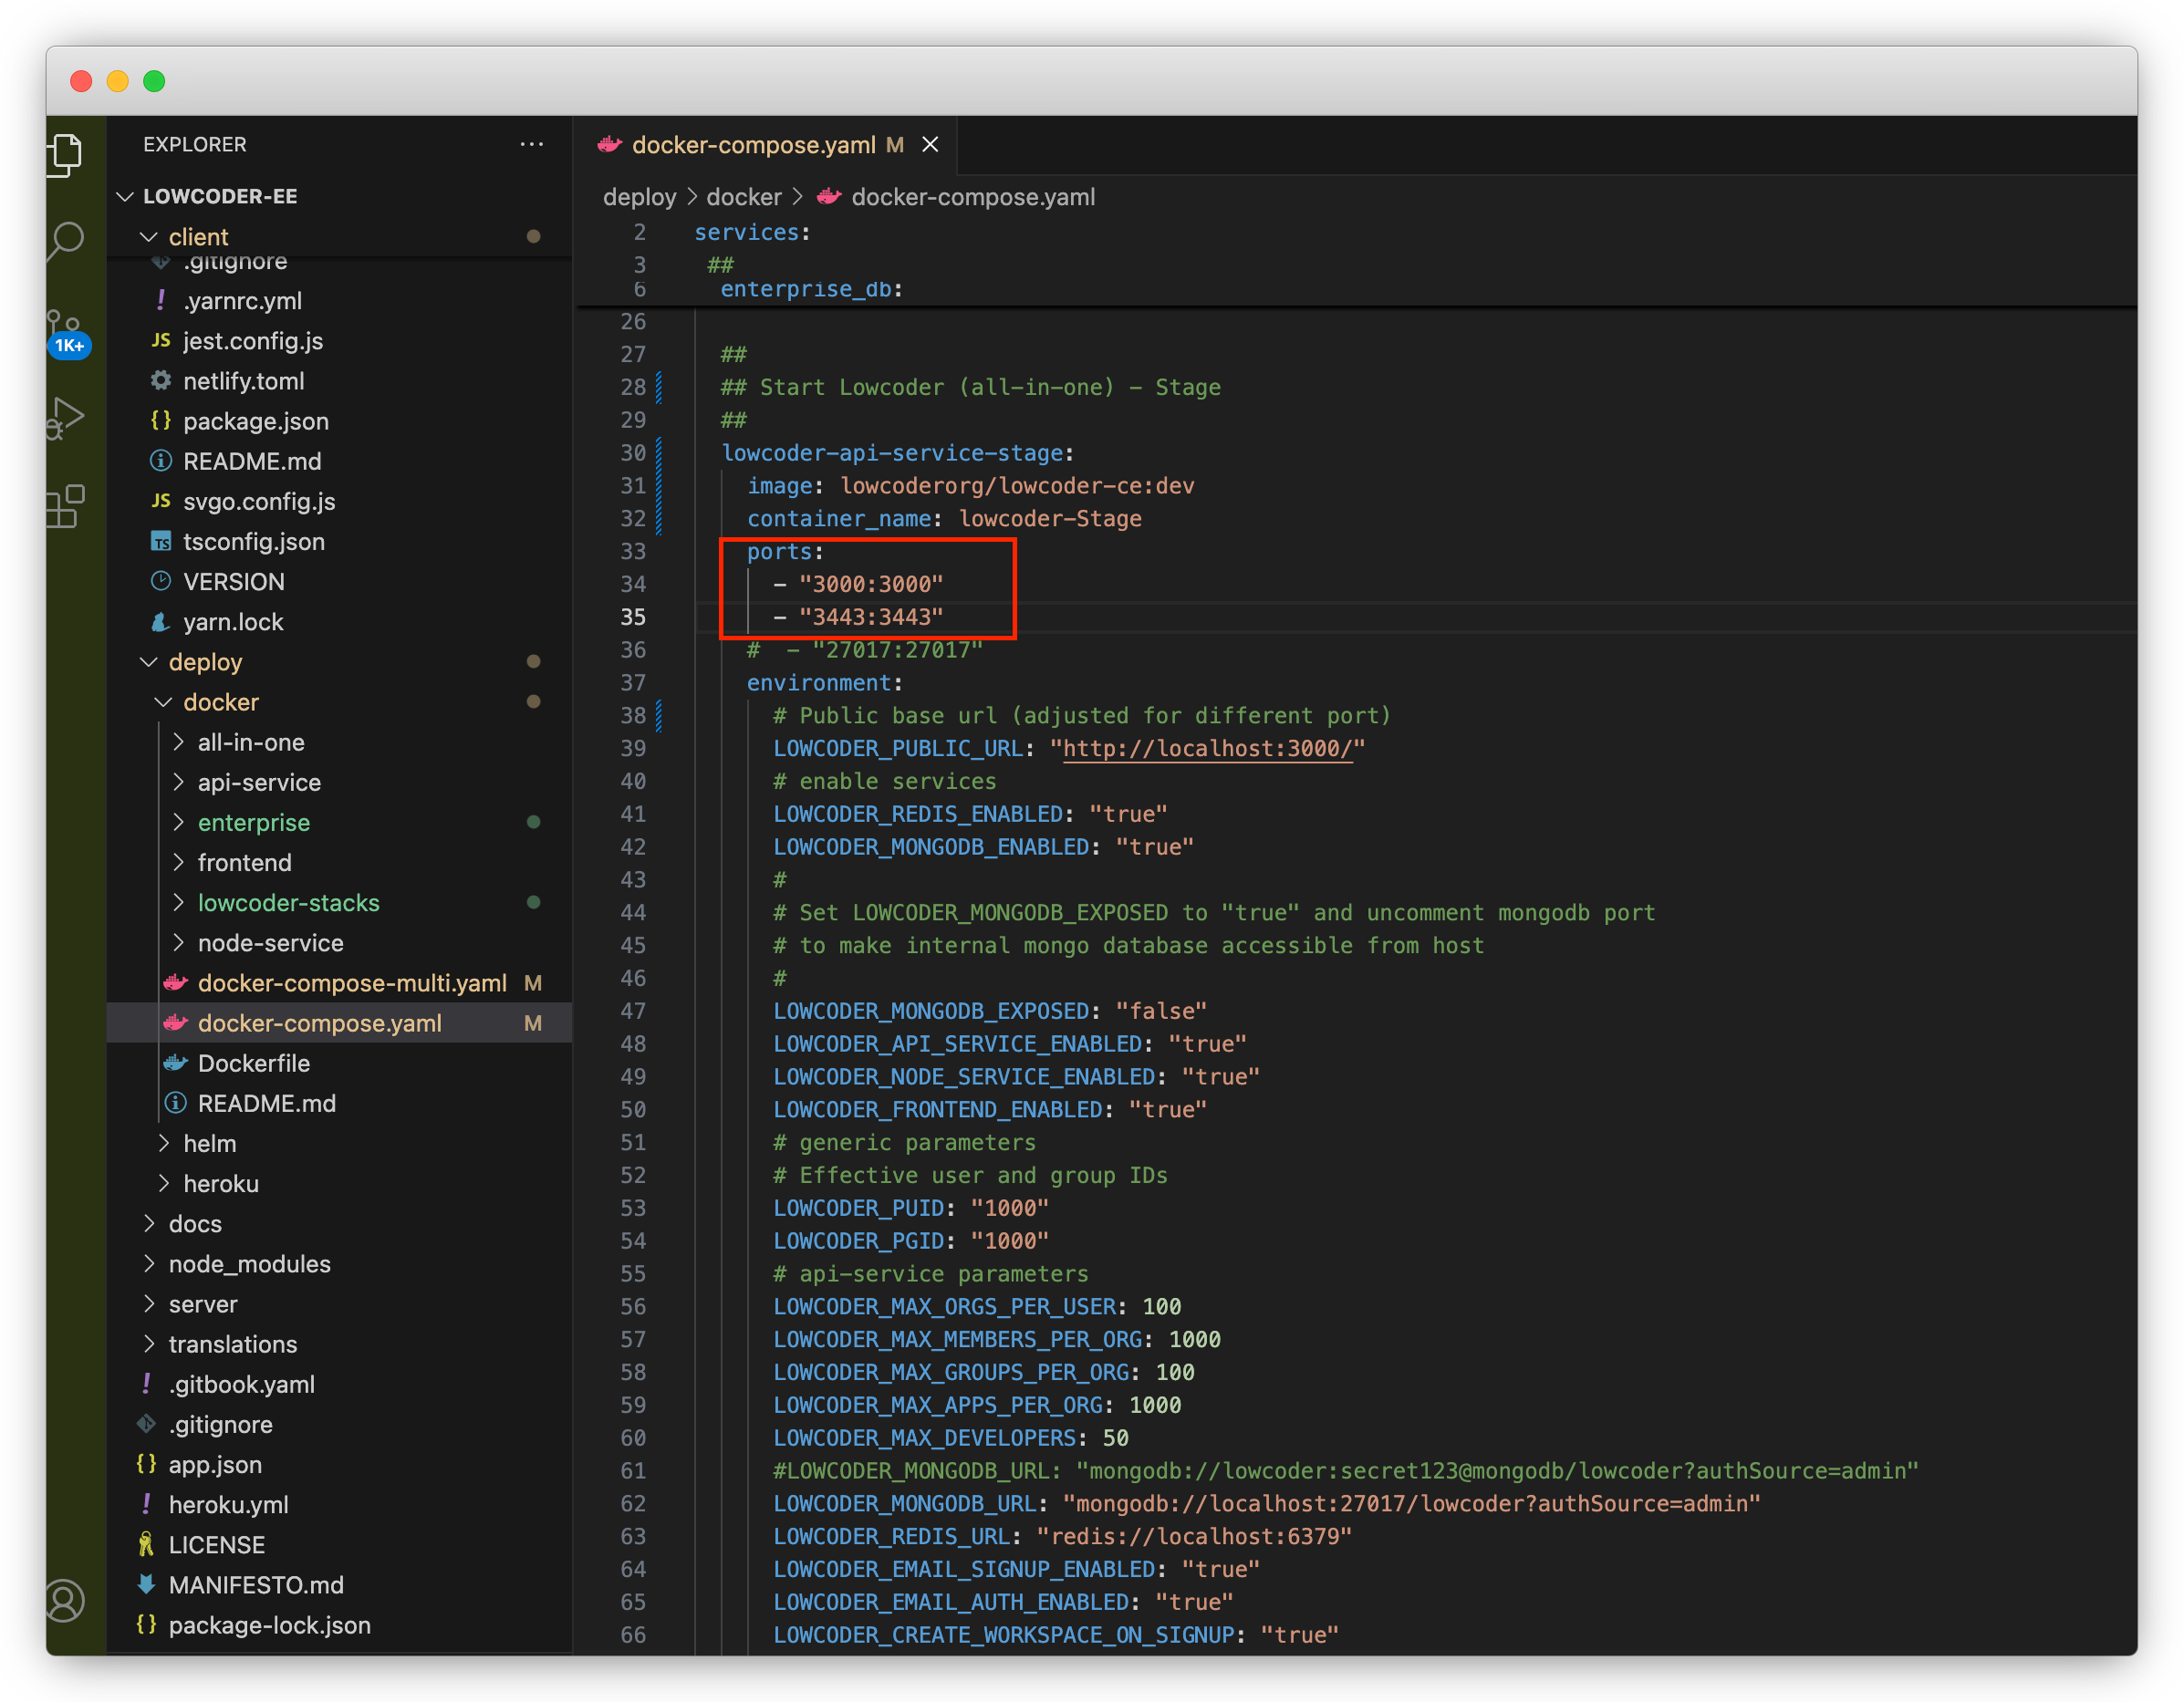 EXPLORER
LOWCODER-EE
client
.gitignore
.yarnrc.yml
JS jest.config.js
netlify.toml
{} package.json
README.md
JS svgo.config.js
TS tsconfig.json
VERSION
yarn.lock
deploy
docker
all-in-one
api-service
enterprise
frontend
lowcoder-stacks
node-service
docker-compose-multi.yaml M
docker-compose.yaml M
Dockerfile
README.md
helm
heroku
docs
node_modules
server
translations
! .gitbook.yaml
.gitignore
{} app.json
! heroku.yml
LICENSE
MANIFESTO.md
{} package-lock.json
1K+
docker-compose.yaml M
deploy > docker > docker-compose.yaml
2 services:
3 ##
6 enterprise_db:
26
27 ##
28 ## Start Lowcoder (all-in-one) - Stage
29 ##
30 lowcoder-api-service-stage:
31 image: lowcoderorg/lowcoder-ce:dev
32 container_name: lowcoder-Stage
33 ports:
34 - "3000:3000"
35 - "3443:3443"
36 # - "27017:27017"
37 environment:
38 # Public base url (adjusted for different port)
39 LOWCODER_PUBLIC_URL: "http://localhost:3000/"
40 # enable services
41 LOWCODER_REDIS_ENABLED: "true"
42 LOWCODER_MONGODB_ENABLED: "true"
43 #
44 # Set LOWCODER_MONGODB_EXPOSED to "true" and uncomment mongodb port
45 # to make internal mongo database accessible from host
46 #
47 LOWCODER_MONGODB_EXPOSED: "false"
48 LOWCODER_API_SERVICE_ENABLED: "true"
49 LOWCODER_NODE_SERVICE_ENABLED: "true"
50 LOWCODER_FRONTEND_ENABLED: "true"
51 # generic parameters
52 # Effective user and group IDs
53 LOWCODER_PUID: "1000"
54 LOWCODER_PGID: "1000"
55 # api-service parameters
56 LOWCODER_MAX_ORGS_PER_USER: 100
57 LOWCODER_MAX_MEMBERS_PER_ORG: 1000
58 LOWCODER_MAX_GROUPS_PER_ORG: 100
59 LOWCODER_MAX_APPS_PER_ORG: 1000
60 LOWCODER_MAX_DEVELOPERS: 50
61 #LOWCODER_MONGODB_URL: "mongodb://lowcoder:secret123@mongodb/lowcoder?authSource=admin"
62 LOWCODER_MONGODB_URL: "mongodb://localhost:27017/lowcoder?authSource=admin"
63 LOWCODER_REDIS_URL: "redis://localhost:6379"
64 LOWCODER_EMAIL_SIGNUP_ENABLED: "true"
65 LOWCODER_EMAIL_AUTH_ENABLED: "true"
66 LOWCODER_CREATE_WORKSPACE_ON_SIGNUP: "true"